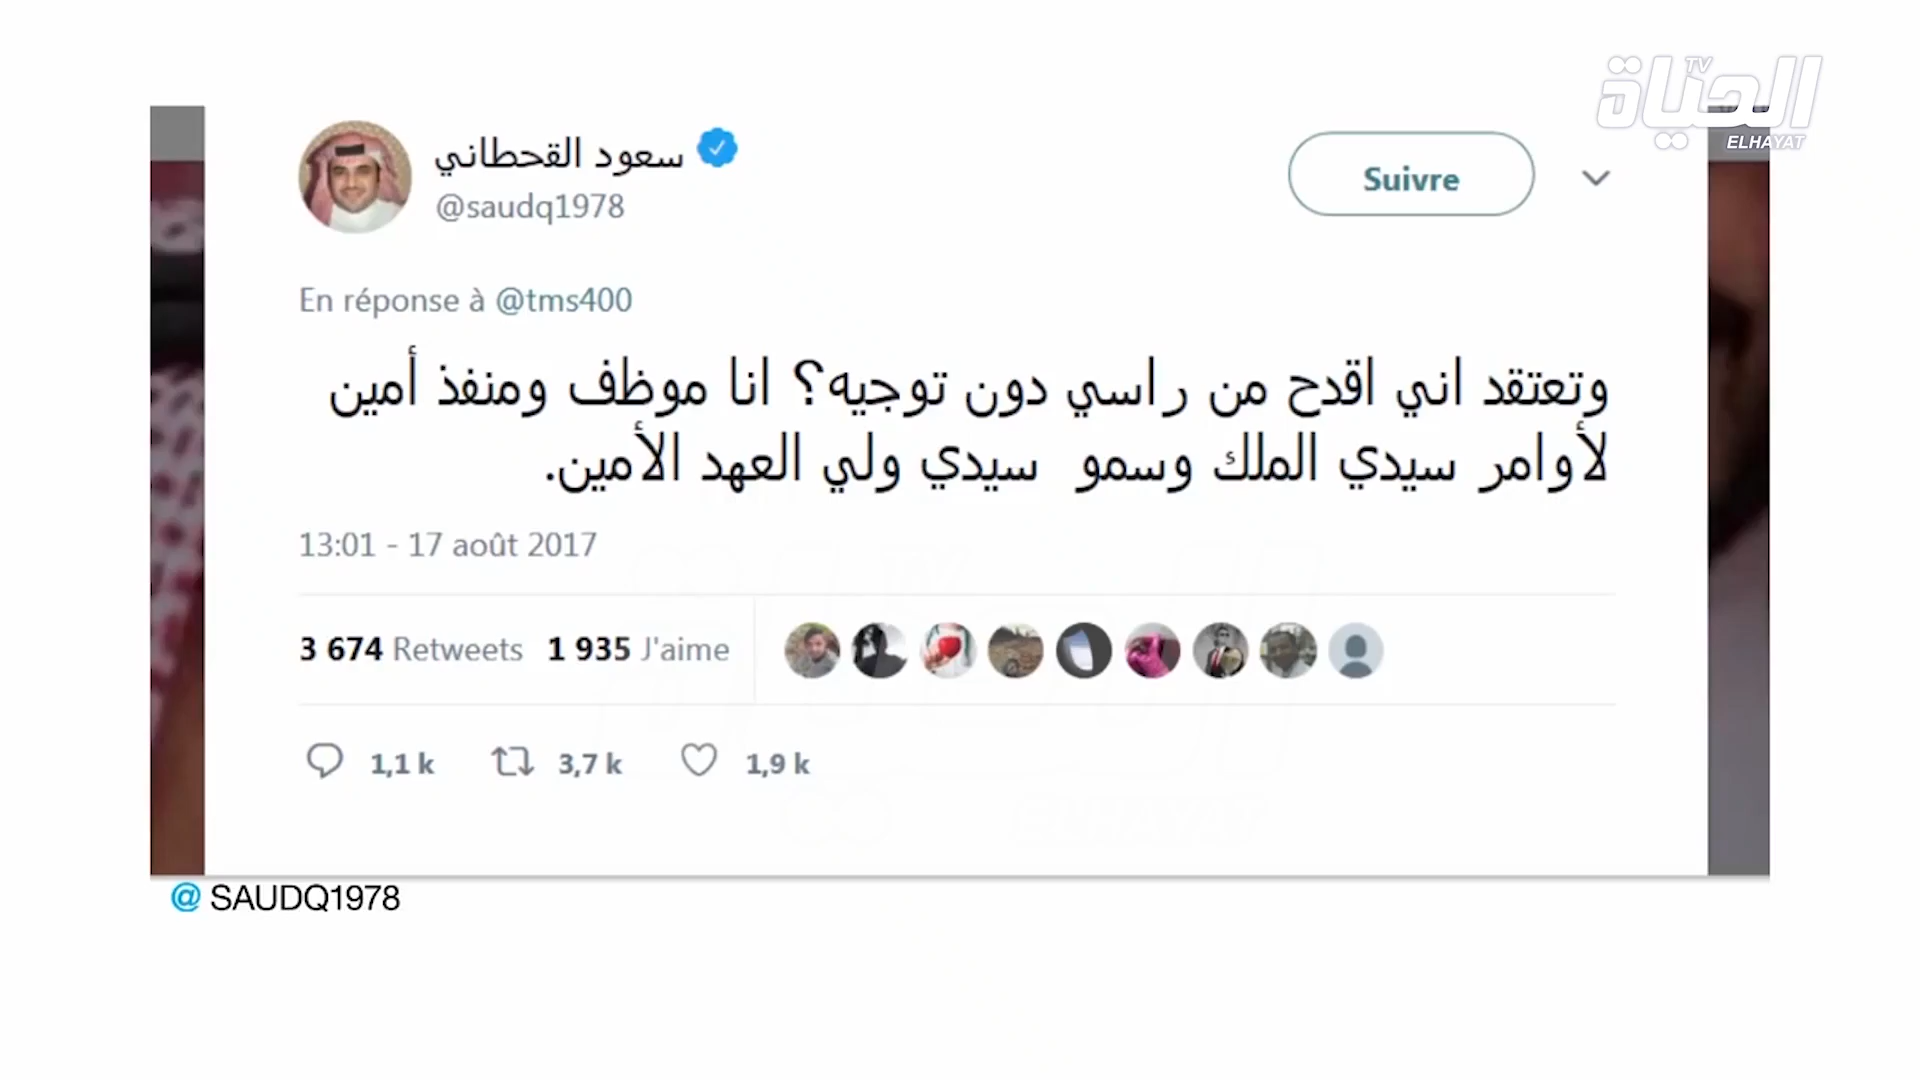 الحياة TV
ELHAYAT
سعود القحطاني
@saudq1978
Suivre
En réponse à @tms400
وتعتقد اني اقدح من راسي دون توجيه؟ انا موظف ومنفذ أمين
لأوامر سيدي الملك وسمو سيدي ولي العهد الأمين.
13:01 - 17 août 2017
3 674 Retweets 1 935 J'aime
1,1 k 3,7 k 1,9 k
@ SAUDQ1978